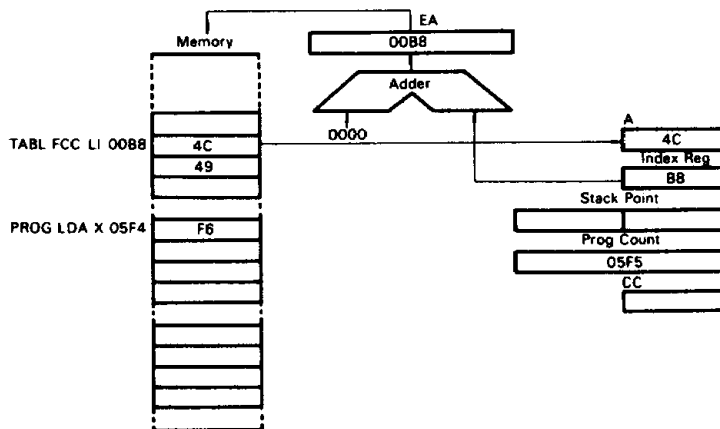 EA
Memory
00B8
Adder
0000
A
TABL FCC LI 00B8
4C
4C
49
Index Reg
B8
Stack Point
PROG LDA X 05F4
F6
Prog Count
05F5
CC